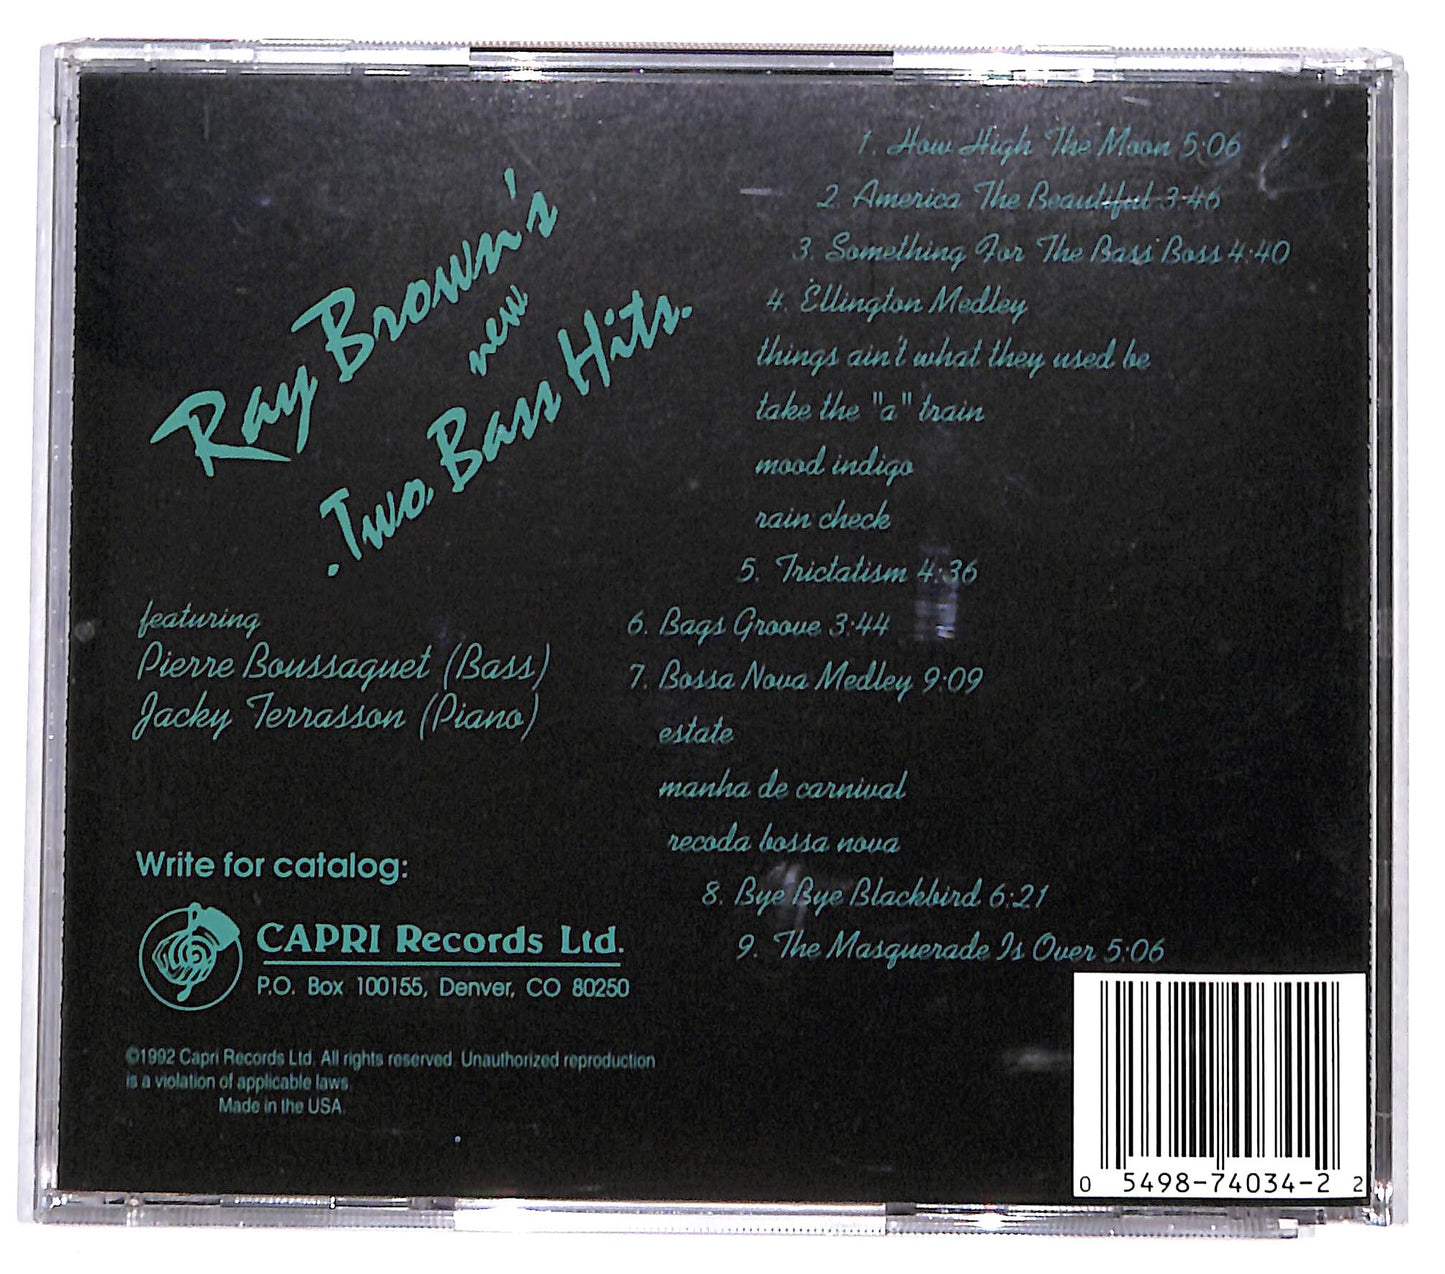 Ray Brown's
new
.Two Bass Hits.
featuring
Pierre Boussaguet (Bass)
Jacky Terrasson (Piano)
1. How High The Moon 5:06
2. America The Beautiful 3:46
3. Something For The Bass Boss 4:40
4. Ellington Medley
things ain't what they used be
take the "a" train
mood indigo
rain check
5. Trictatism 4:36
6. Bags Groove 3:44
7. Bossa Nova Medley 9:09
estate
manha de carnival
recoda bossa nova
8. Bye Bye Blackbird 6:21
9. The Masquerade Is Over 5:06
Write for catalog:
CAPRI Records Ltd.
P.O. Box 100155, Denver, CO 80250
©1992 Capri Records Ltd. All rights reserved. Unauthorized reproduction
is a violation of applicable laws.
Made in the USA
0 5498-74034-2 2